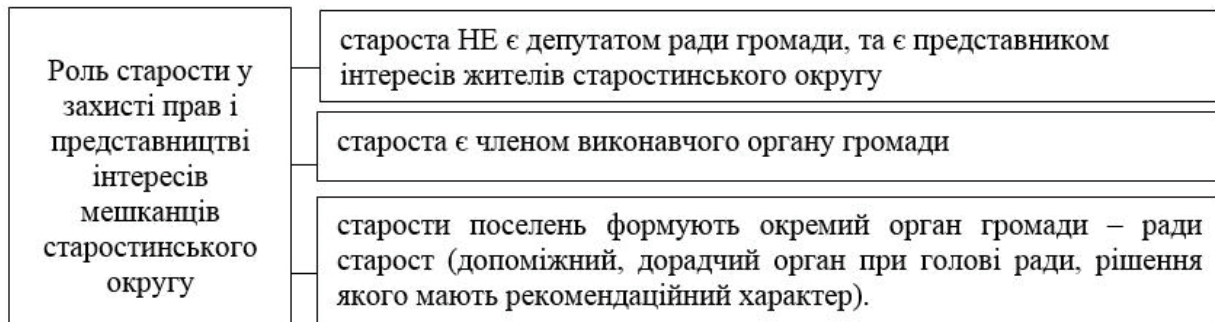 Роль старости у
захисті прав і
представництві
інтересів
мешканців
старостинського
округу
староста НЕ є депутатом ради громади, та є представником
інтересів жителів старостинського округу
староста є членом виконавчого органу громади
старости поселень формують окремий орган громади – ради
старост (допоміжний, дорадчий орган при голові ради, рішення
якого мають рекомендаційний характер).